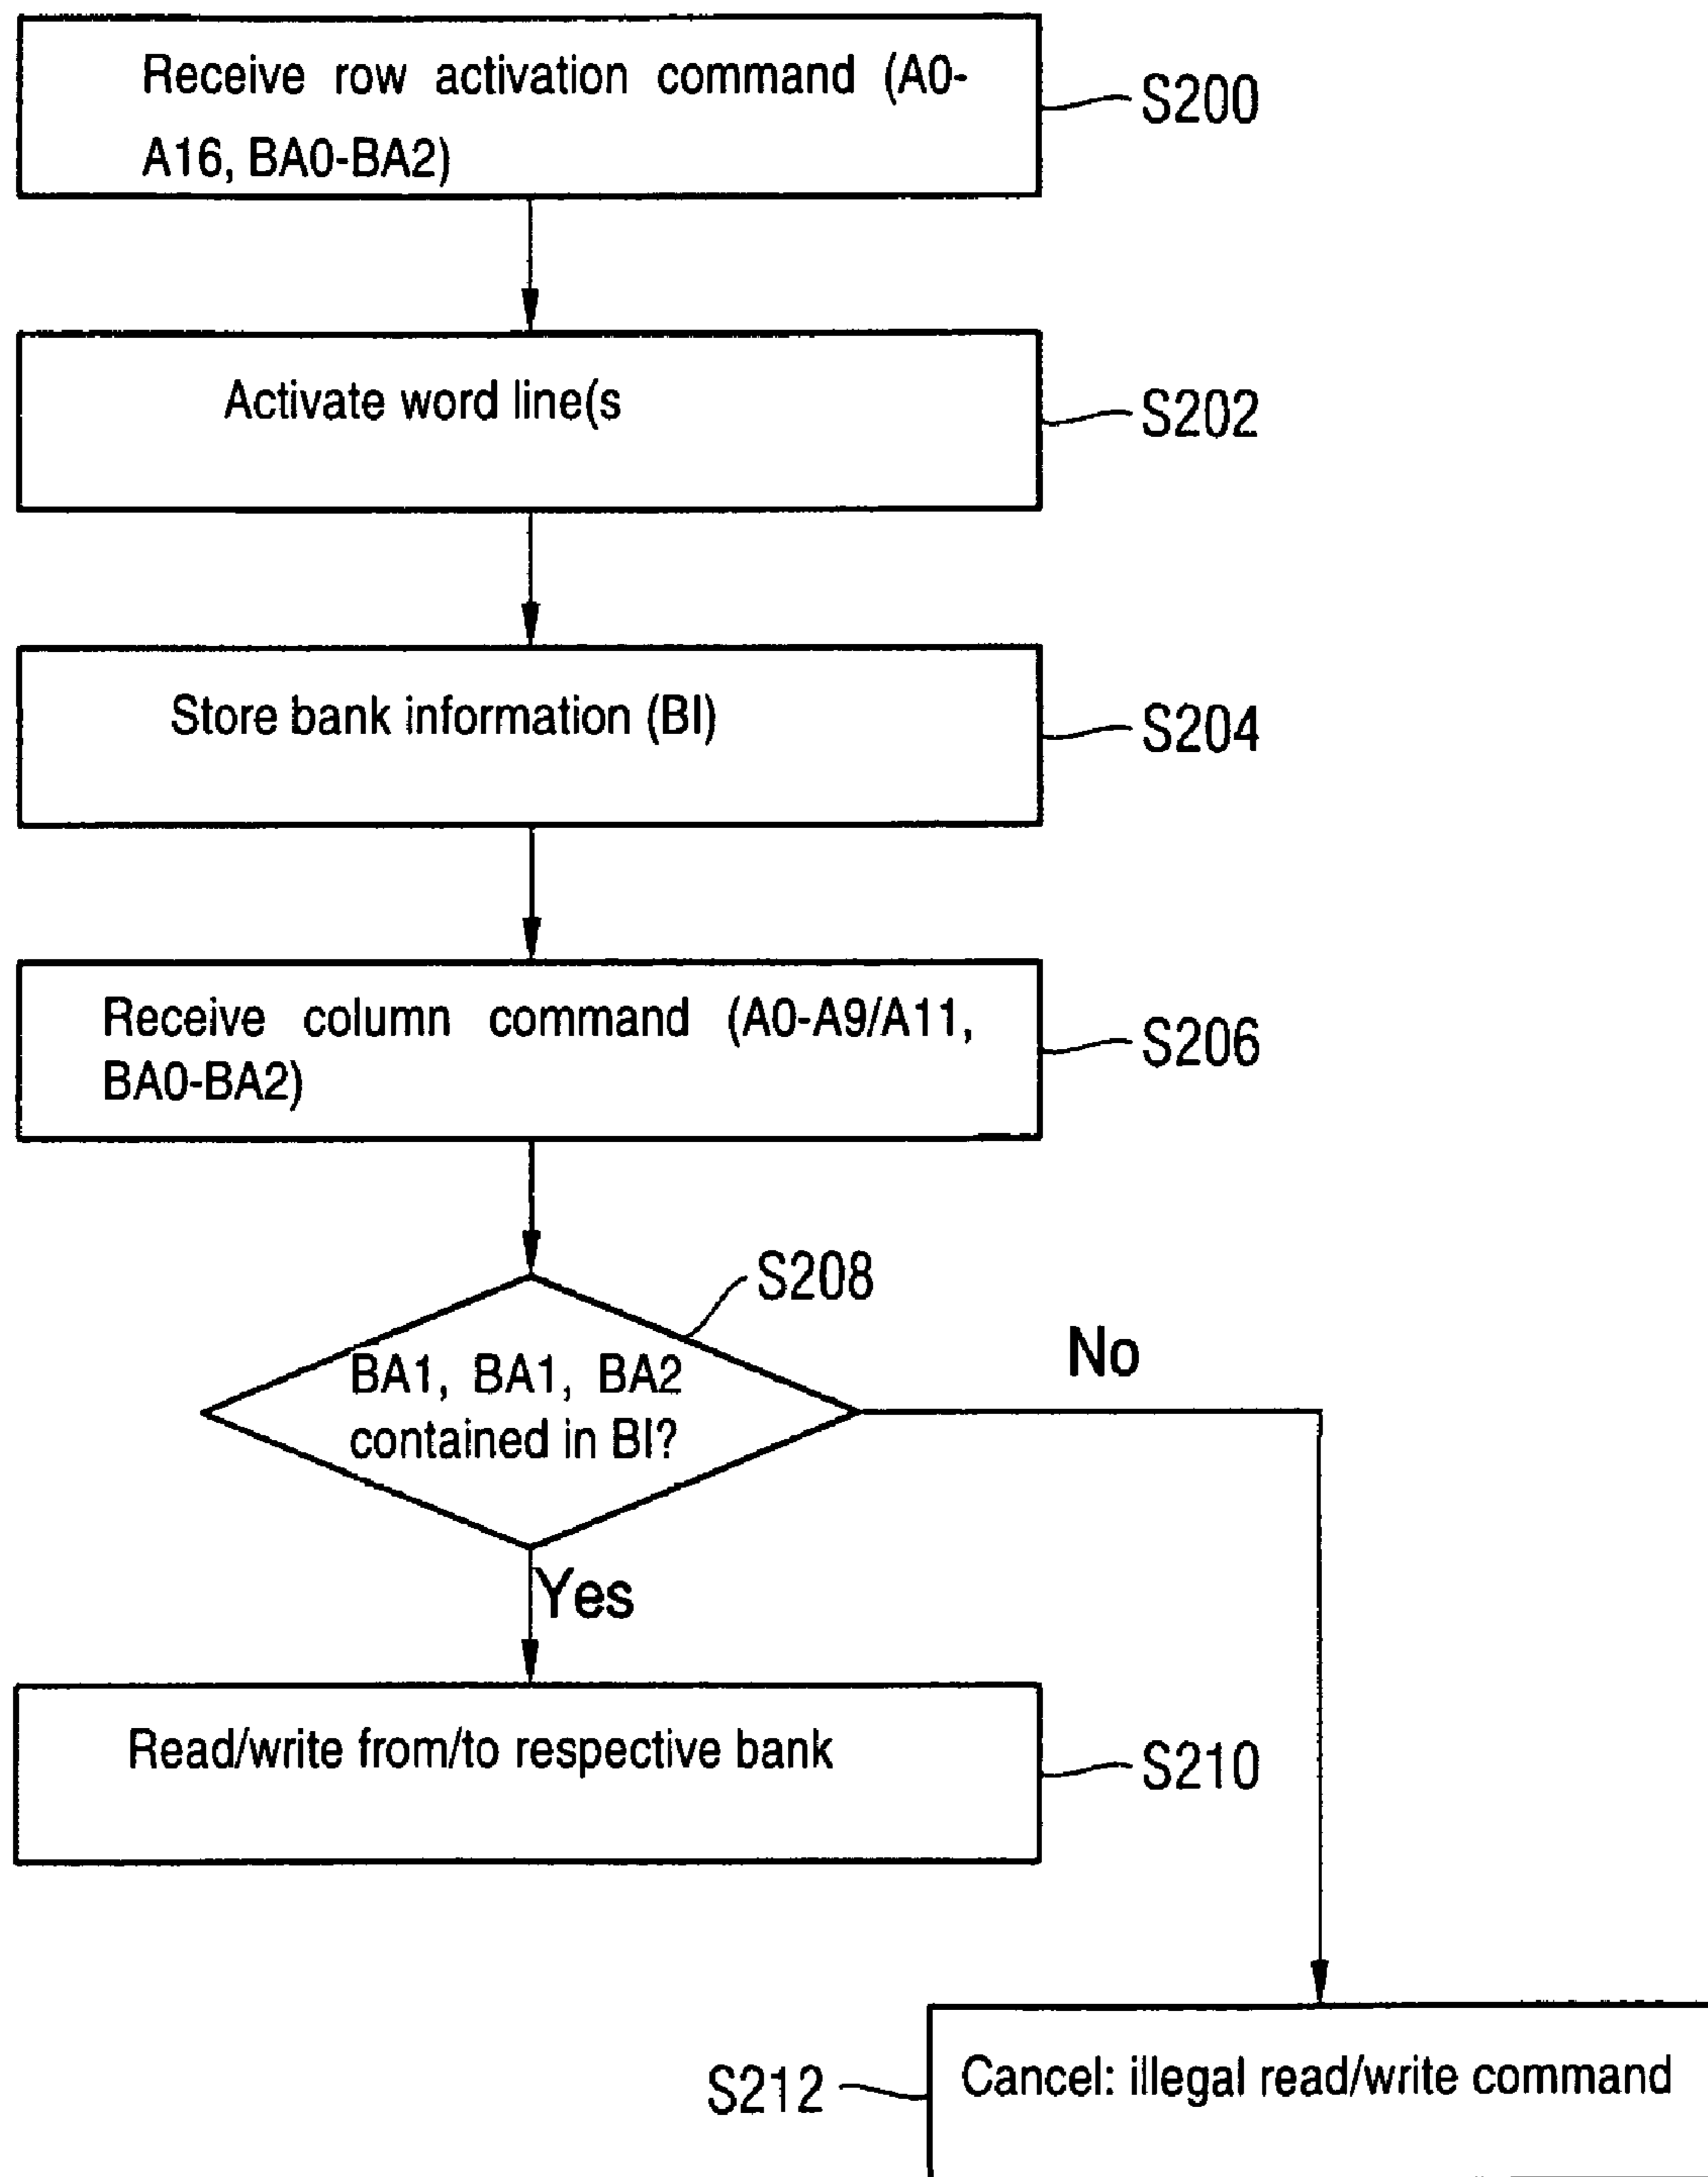 Receive row activation command (A0-
A16, BA0-BA2)
S200
Activate word line(s
S202
Store bank information (BI)
S204
Receive column command (A0-A9/A11,
BA0-BA2)
S206
S208
BA1, BA1, BA2
contained in BI?
No
Yes
Read/write from/to respective bank
S210
S212
Cancel: illegal read/write command